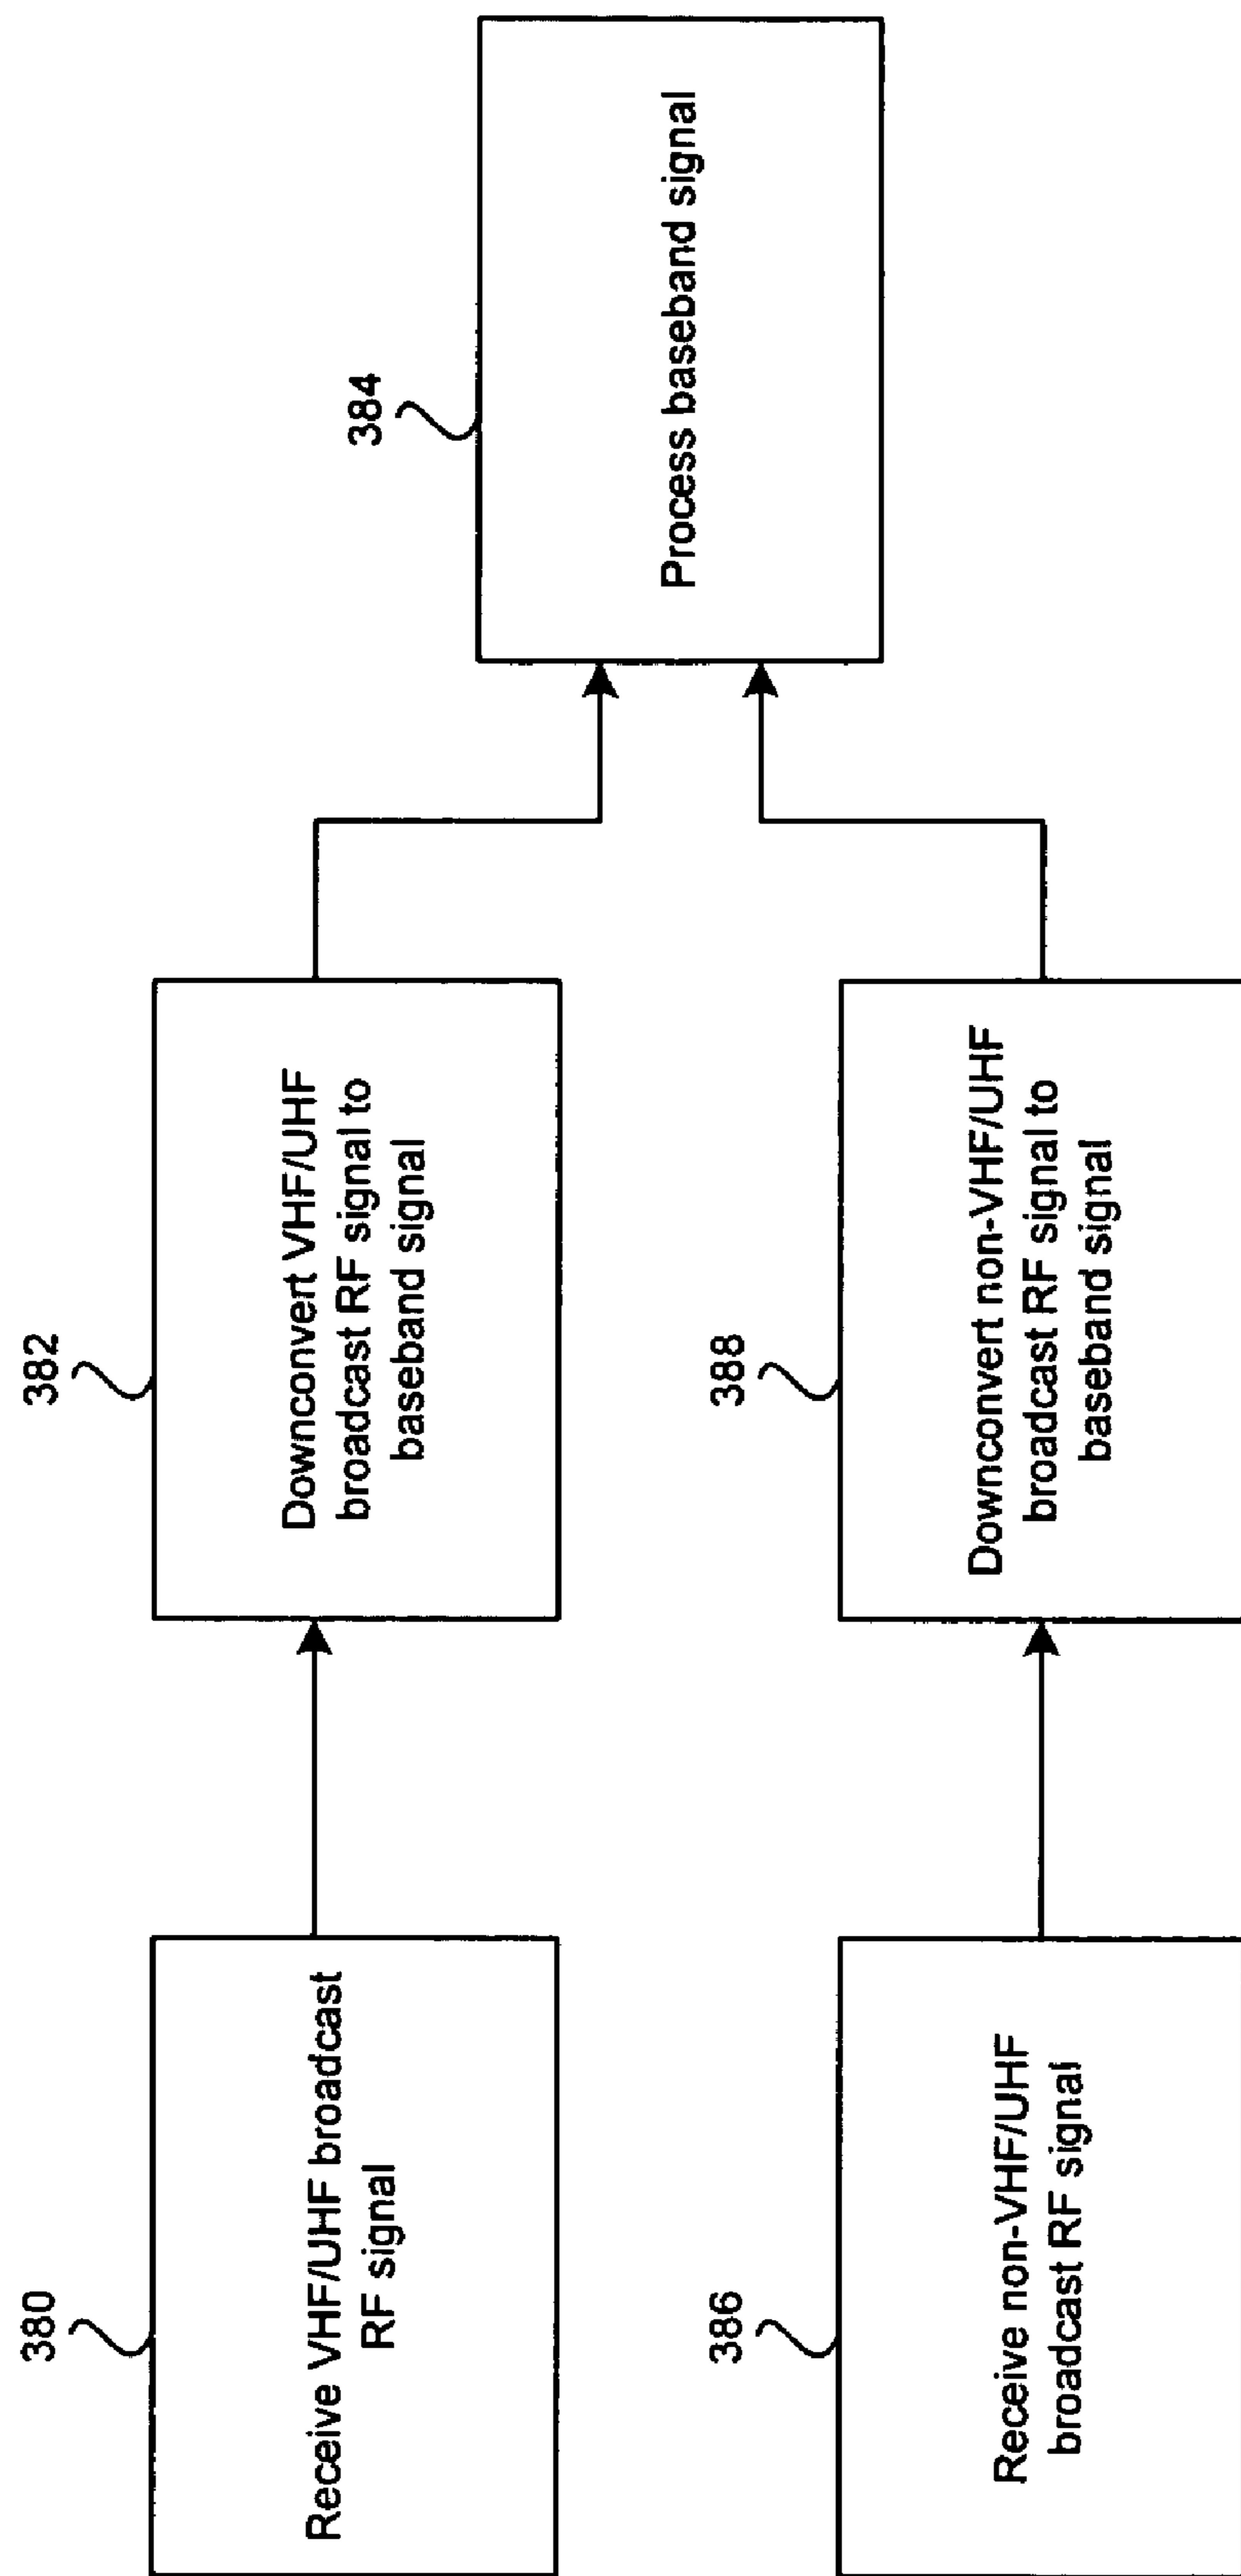 380
Receive VHF/UHF broadcast
RF signal
382
Downconvert VHF/UHF
broadcast RF signal to
baseband signal
384
Process baseband signal
386
Receive non-VHF/UHF
broadcast RF signal
388
Downconvert non-VHF/UHF
broadcast RF signal to
baseband signal